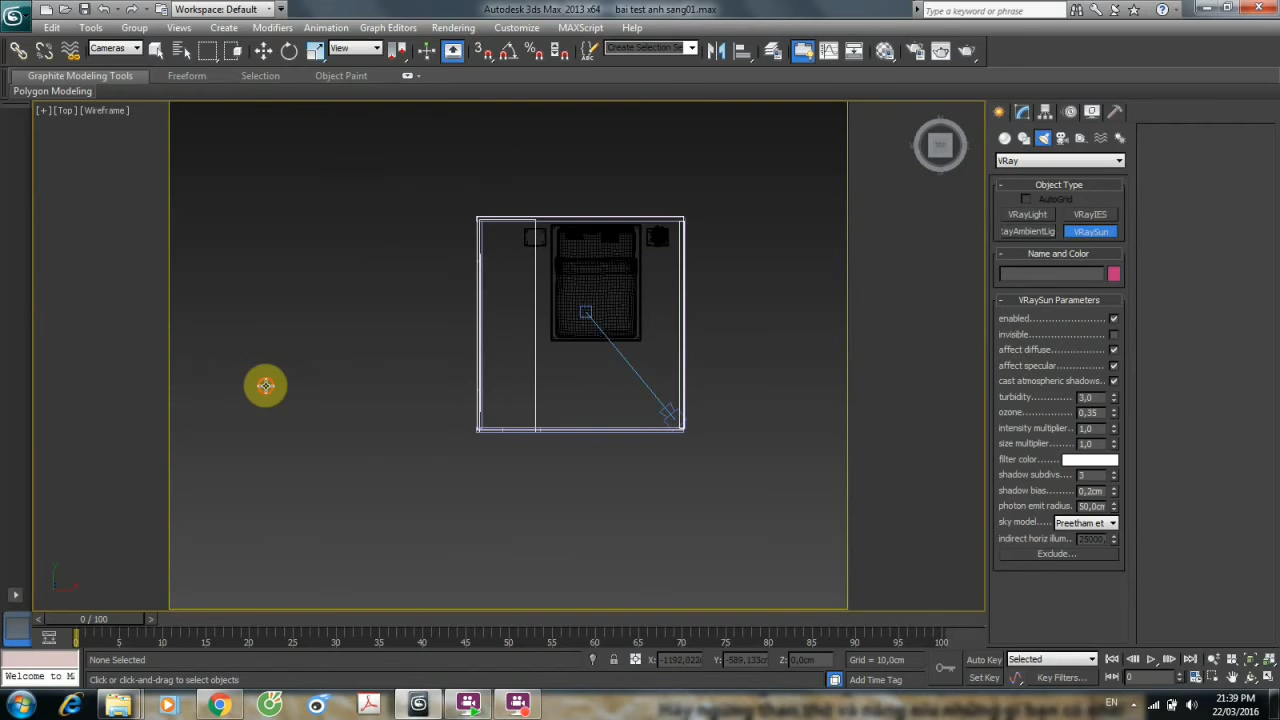 Workspace: Default
Autodesk 3ds Max 2013 x64
bai test anh sang01.max
Type a keyword or phrase
Edit
Tools
Group
Views
Create
Modifiers
Animation
Graph Editors
Rendering
Customize
MAXScript
Help
Cameras
View
Create Selection Se
Graphite Modeling Tools
Freeform
Selection
Object Paint
Polygon Modeling
[+] [Top] [Wireframe]
VRay
- Object Type
AutoGrid
VRayLight
VRayIES
ayAmbientLig
VRaySun
- Name and Color
- VRaySun Parameters
enabled
invisible
affect diffuse
affect specular
cast atmospheric shadows
turbidity 3,0
ozone 0,35
intensity multiplier 1,0
size multiplier 1,0
filter color
shadow subdivs 3
shadow bias 0,2cm
photon emit radius 50,0cm
sky model Preetham et
indirect horiz illum 25000,
Exclude...
< 0 / 100 >
0 5 10 15 20 25 30 35 40 45 50 55 60 65 70 75 80 85 90 95 100
None Selected
X: -1192,022
Y: -589,133cm
Z: 0,0cm
Grid = 10,0cm
Auto Key
Selected
Welcome to M
Click or click-and-drag to select objects
Add Time Tag
Set Key
Key Filters...
0
EN
21:39 PM
22/03/2016